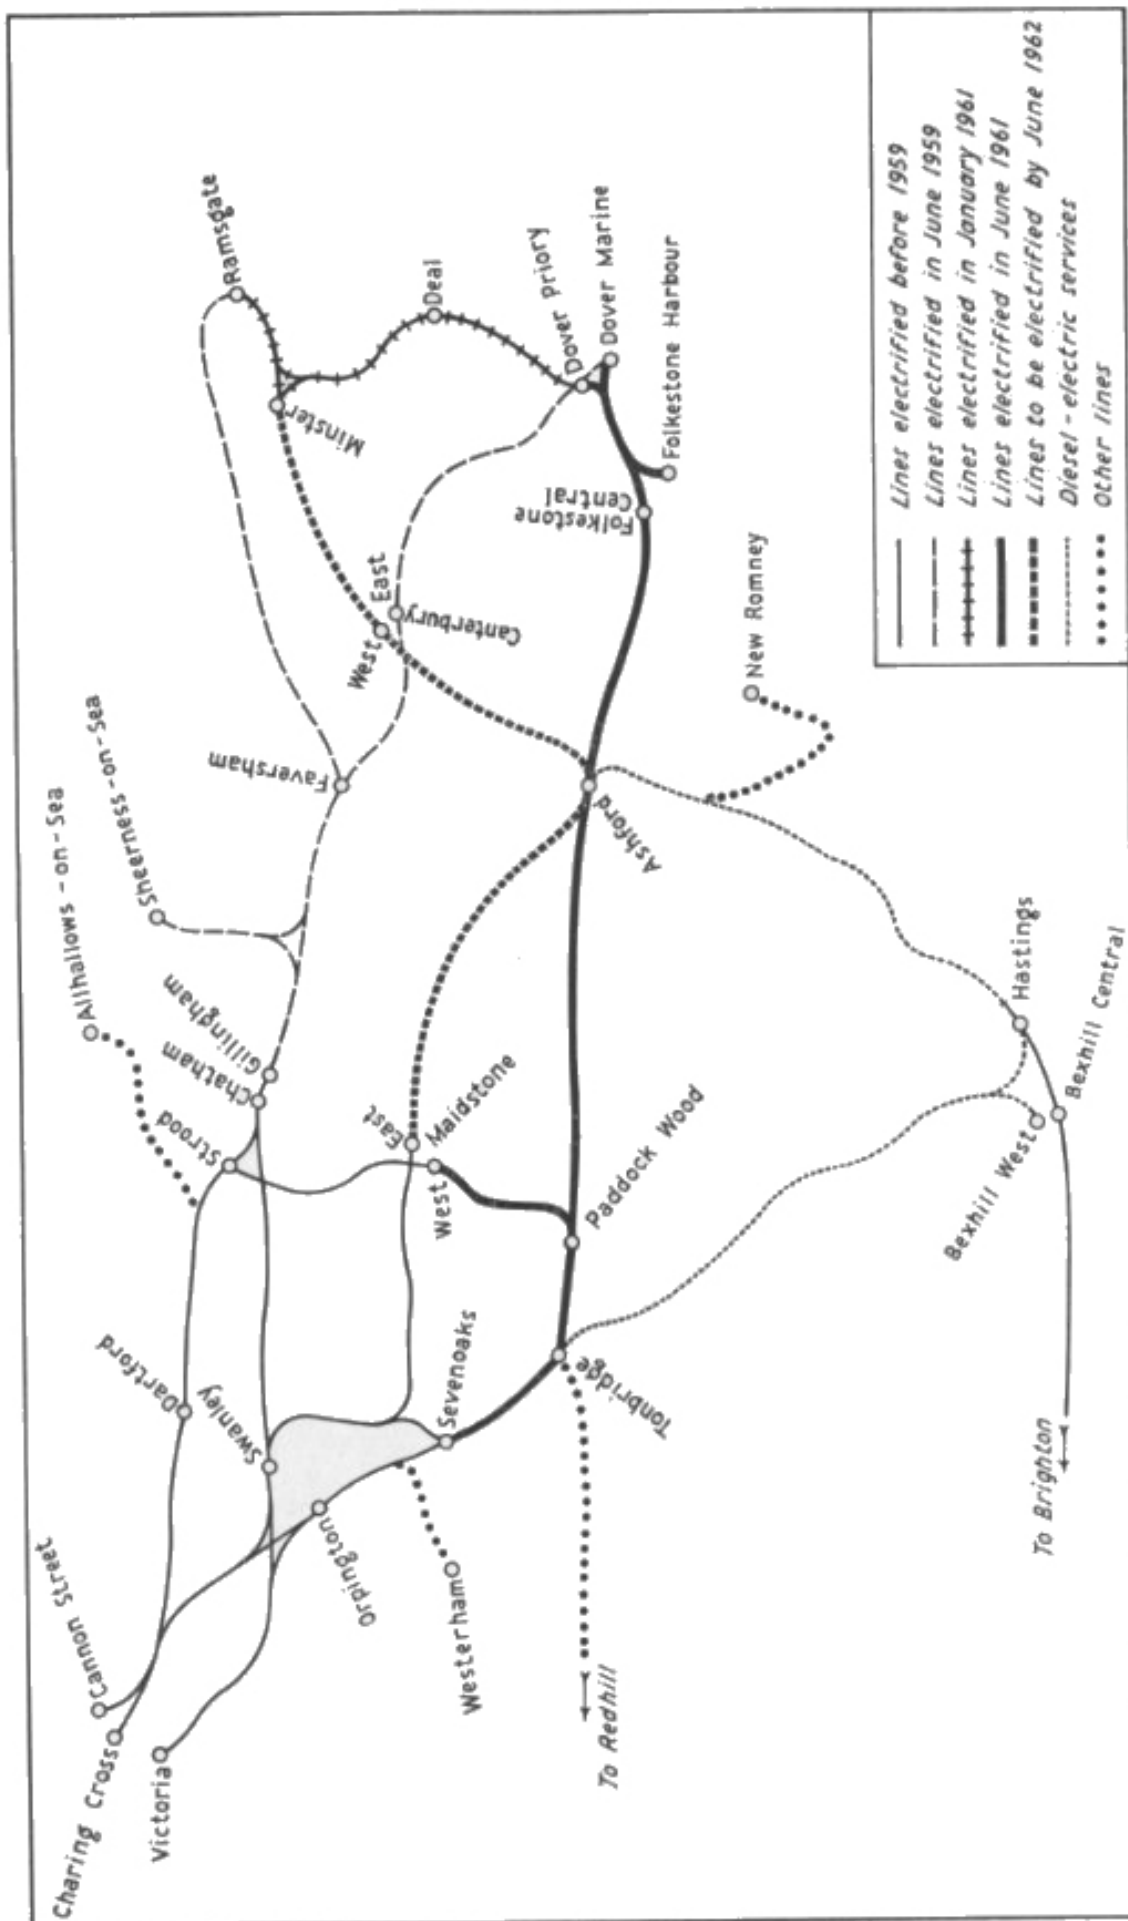 Charing Cross
Cannon Street
Victoria
Dartford
Swanley
Orpington
Westerham
Sevenoaks
Tonbridge
To Redhill
Strood
Chatham
Gillingham
Allhallows - on - Sea
Sheerness - on - Sea
East
West
Maidstone
Paddock Wood
Faversham
Ashford
West
East
Canterbury
Minster
Ramsgate
Deal
Dover Priory
Dover Marine
Folkestone
Central
Folkestone Harbour
New Romney
Hastings
Bexhill Central
Bexhill West
To Brighton
Lines electrified before 1959
Lines electrified in June 1959
Lines electrified in January 1961
Lines electrified in June 1961
Lines to be electrified by June 1962
Diesel - electric services
Other lines